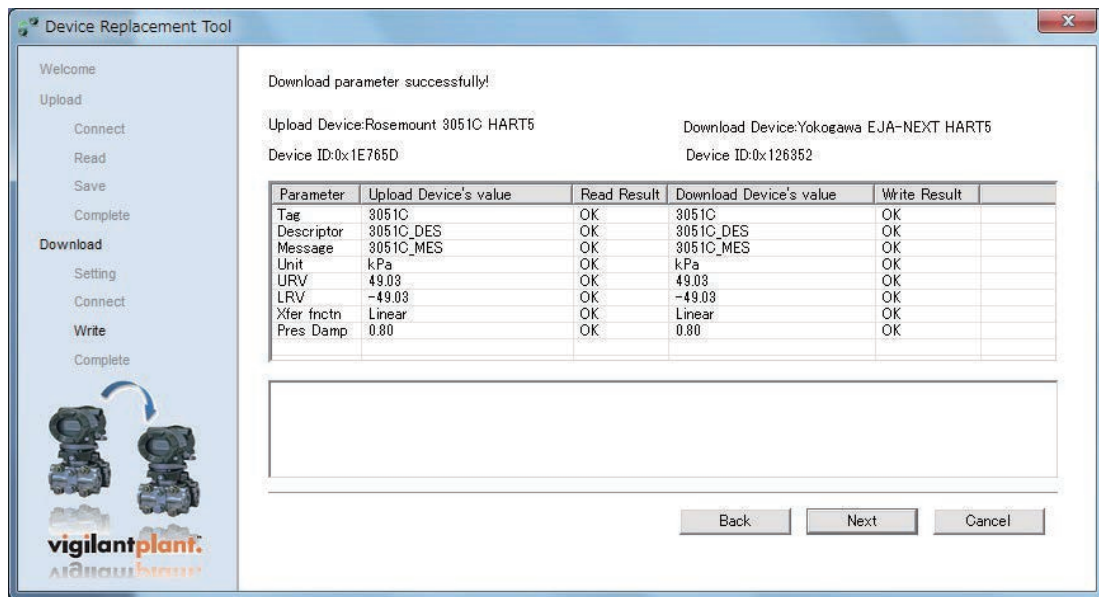 Device Replacement Tool
Welcome
Upload
Connect
Read
Save
Complete
Download
Setting
Connect
Write
Complete
vigilantplant.
Download parameter successfully!
Upload Device:Rosemount 3051C HART5 Download Device:Yokogawa EJA-NEXT HART5
Device ID:0x1E765D Device ID:0x126352
Parameter Upload Device's value Read Result Download Device's value Write Result
Tag 3051C OK 3051C OK
Descriptor 3051C_DES OK 3051C_DES OK
Message 3051C_MES OK 3051C_MES OK
Unit kPa OK kPa OK
URV 49.03 OK 49.03 OK
LRV -49.03 OK -49.03 OK
Xfer fnctn Linear OK Linear OK
Pres Damp 0.80 OK 0.80 OK
Back Next Cancel